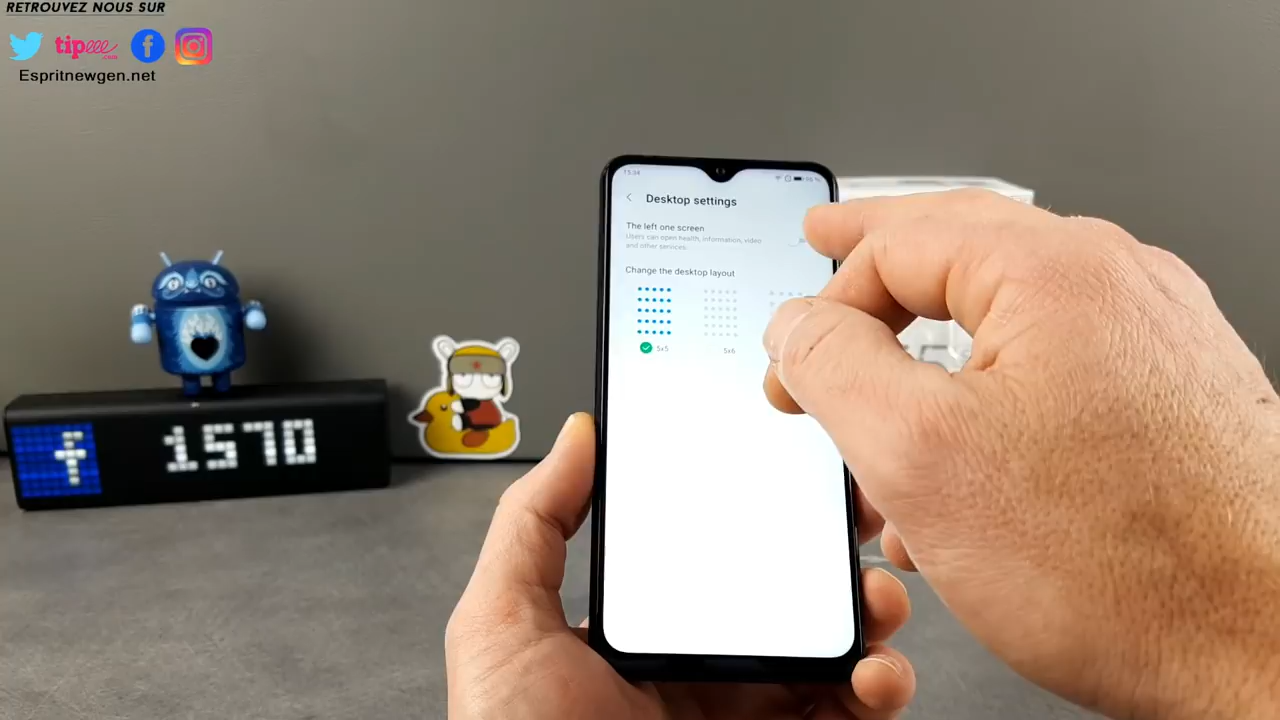 RETROUVEZ NOUS SUR
tipeee
.com
Espritnewgen.net
Desktop settings
The left one screen
Users can open health, information, video
and other services.
Change the desktop layout
5x5
5x6
1570